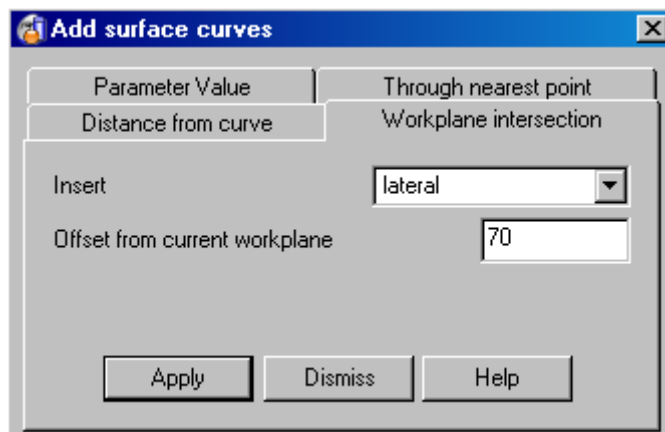 Add surface curves
Parameter Value Through nearest point
Distance from curve Workplane intersection
Insert lateral
Offset from current workplane 70
Apply Dismiss Help